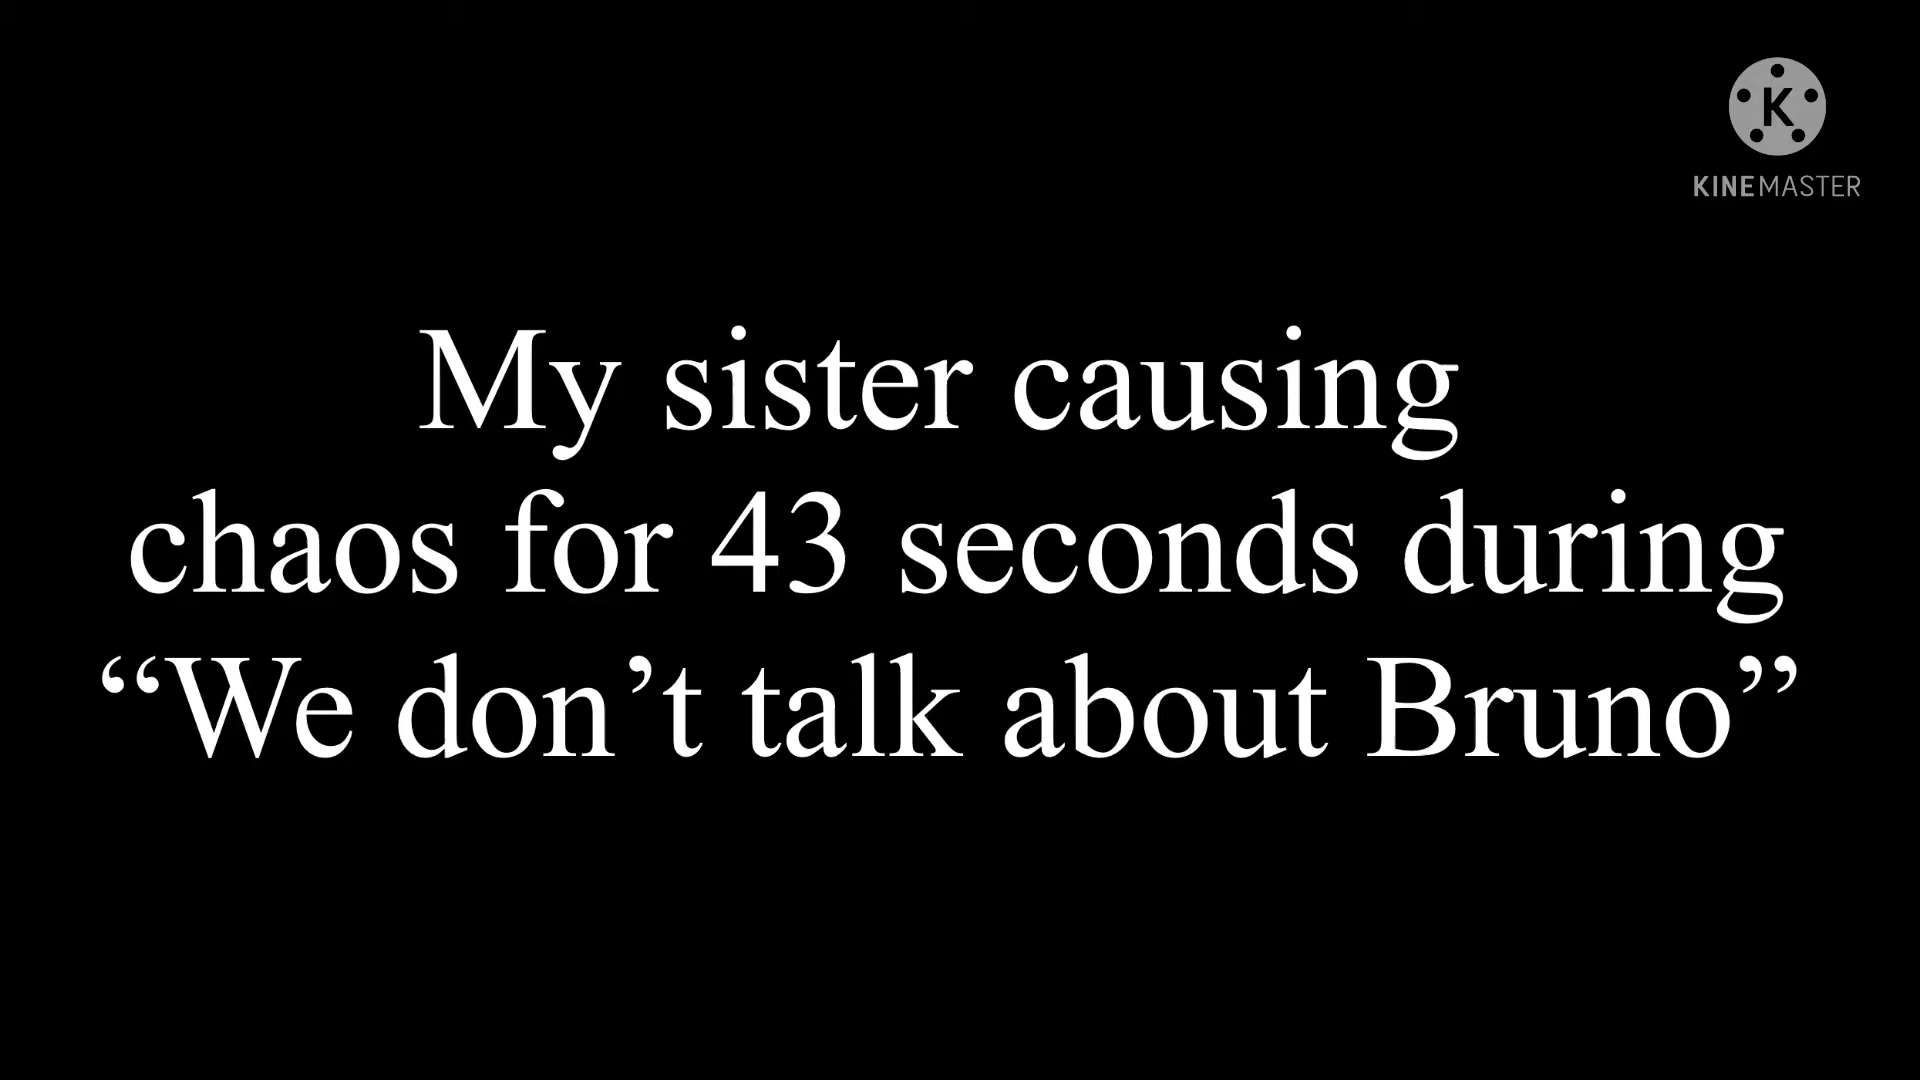 K
KINEMASTER
My sister causing
chaos for 43 seconds during
“We don’t talk about Bruno”